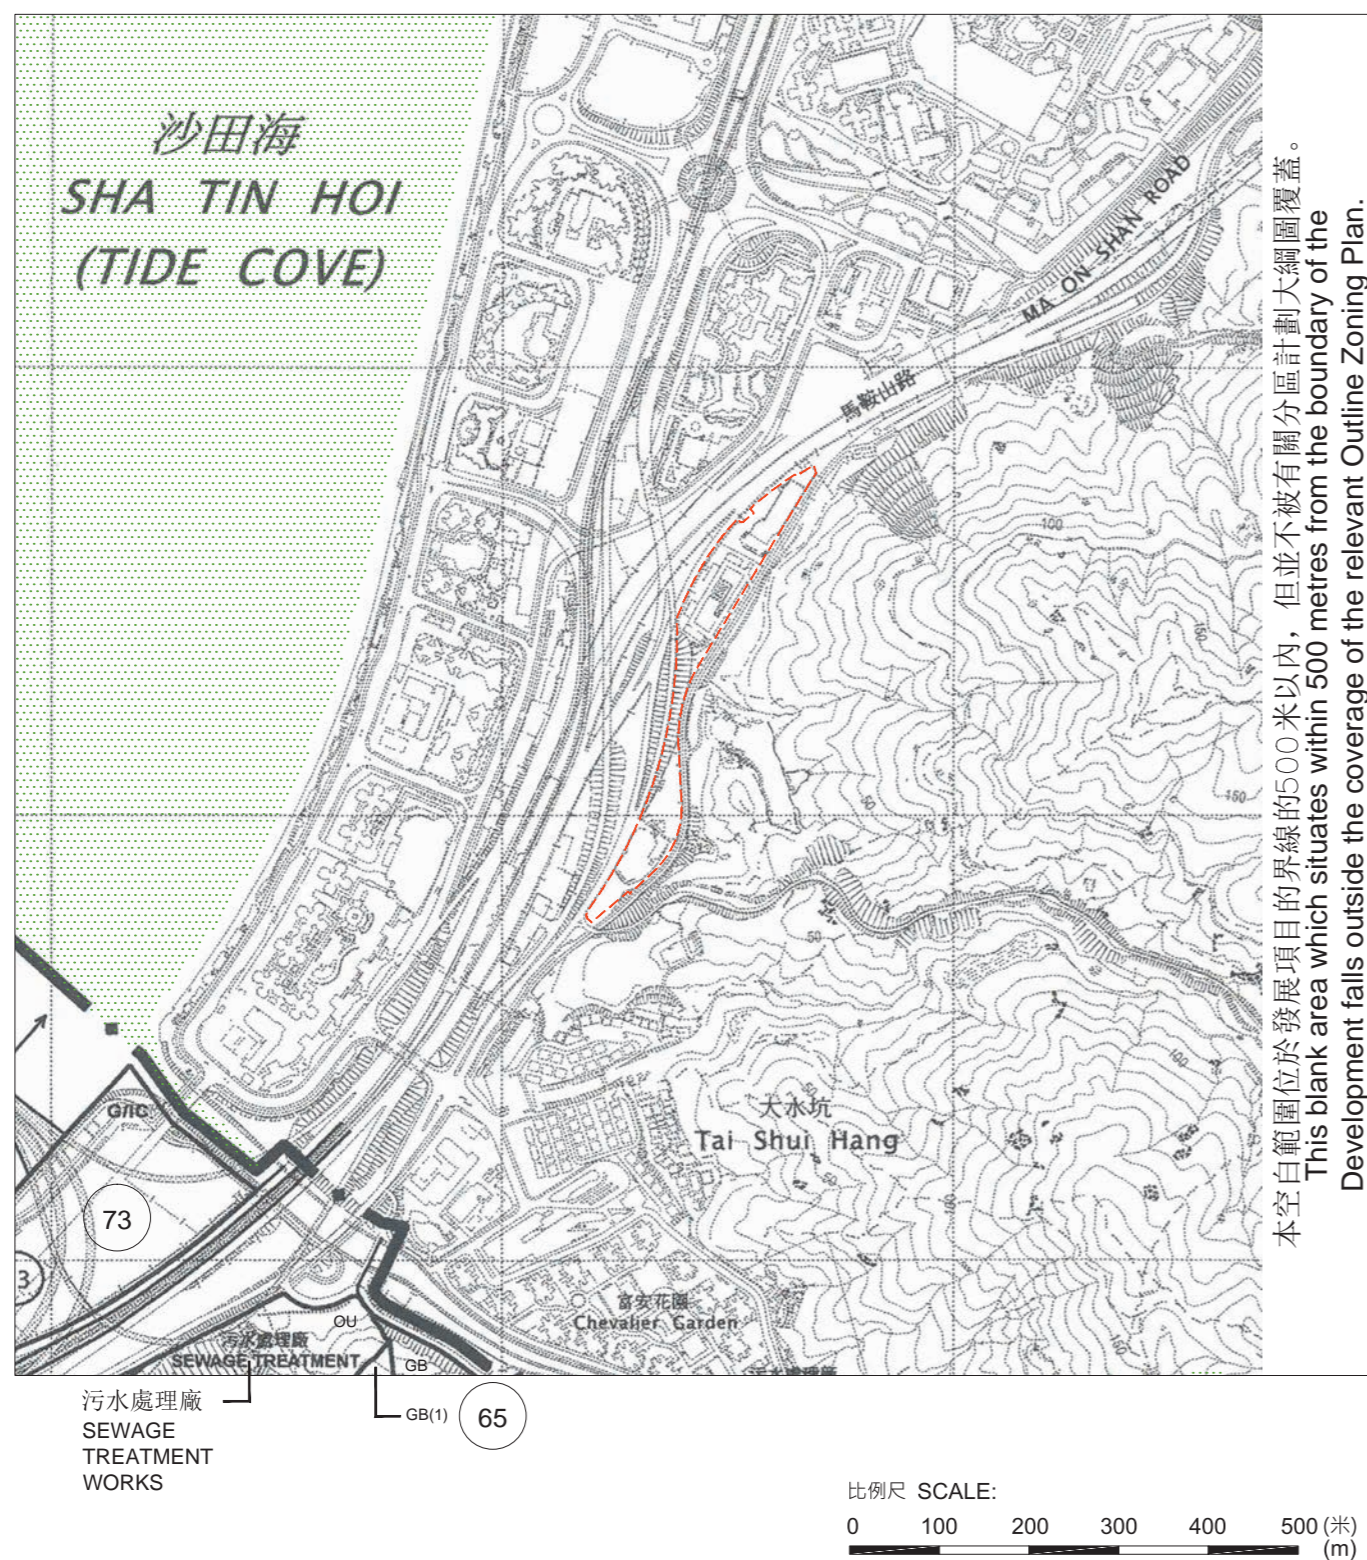 沙田海
SHA TIN HOI
(TIDE COVE)
MA ON SHAN ROAD
馬鞍山路
100
150
150
50
50
100
100
150
大水坑
Tai Shui Hang
富安花園
Chevalier Garden
G/IC
73
3
OU
污水處理廠
SEWAGE TREATMENT
GB
污水處理廠
SEWAGE
TREATMENT
WORKS
GB(1)
65
本空白範圍位於發展項目的界線的500米以內，但並不被有關分區計劃大綱圖覆蓋。
This blank area which situates within 500 metres from the boundary of the
Development falls outside the coverage of the relevant Outline Zoning Plan.
比例尺 SCALE:
0 100 200 300 400 500 (米)
(m)